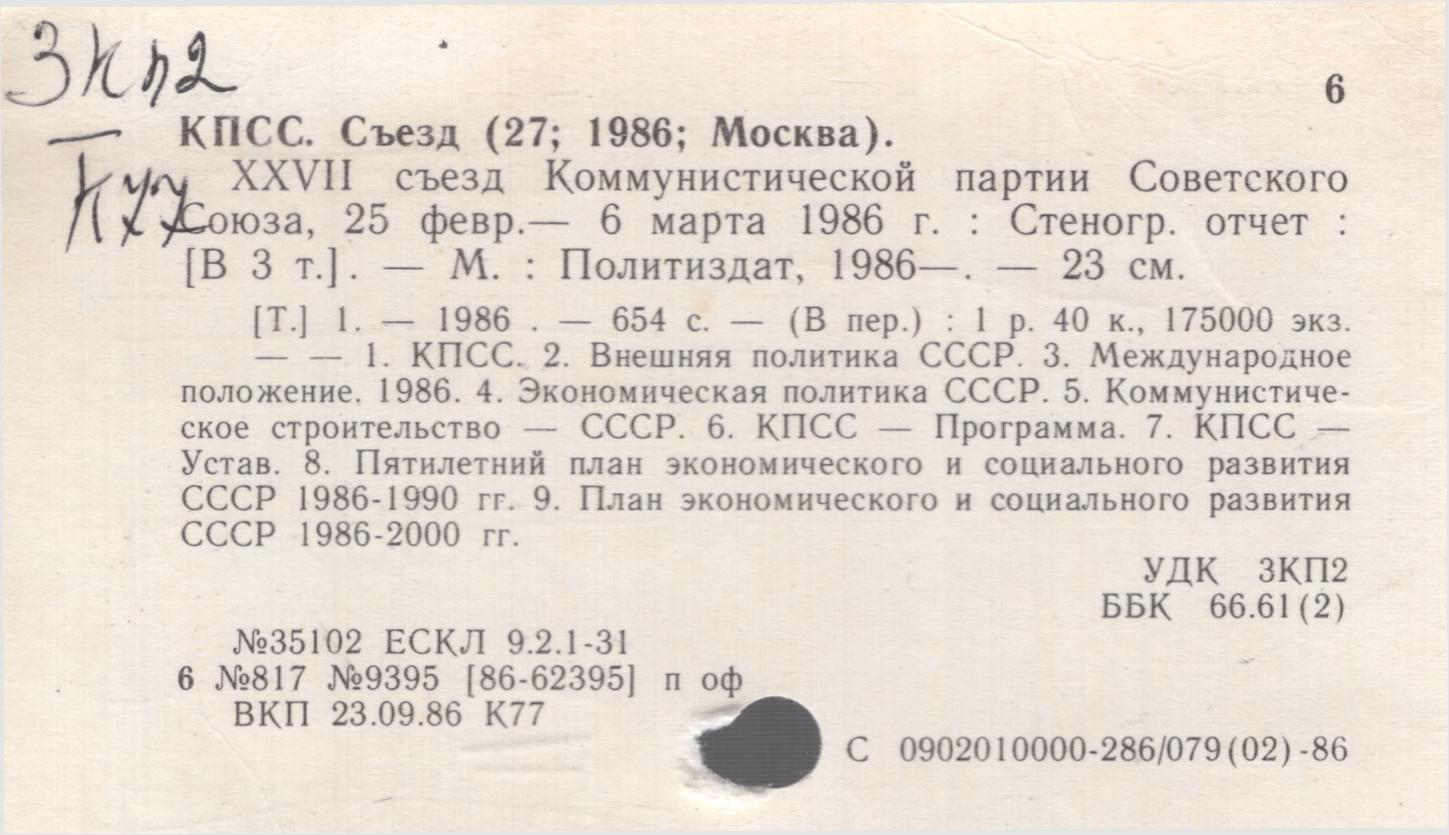 3КП2
6
—
К77
КПСС. Съезд (27; 1986; Москва).
XXVII съезд Коммунистической партии Советского
Союза, 25 февр.— 6 марта 1986 г. : Стеногр. отчет :
[В 3 т.]. — М. : Политиздат, 1986—. — 23 см.
[Т.] 1. — 1986 . — 654 с. — (В пер.) : 1 р. 40 к., 175000 экз.
— — 1. КПСС. 2. Внешняя политика СССР. 3. Международное
положение. 1986. 4. Экономическая политика СССР. 5. Коммунистиче-
ское строительство — СССР. 6. КПСС — Программа. 7. КПСС —
Устав. 8. Пятилетний план экономического и социального развития
СССР 1986-1990 гг. 9. План экономического и социального развития
СССР 1986-2000 гг.
УДК 3КП2
ББК 66.61(2)
№35102 ЕСКЛ 9.2.1-31
6 №817 №9395 [86-62395] п оф
ВКП 23.09.86 К77
С 0902010000-286/079(02)-86